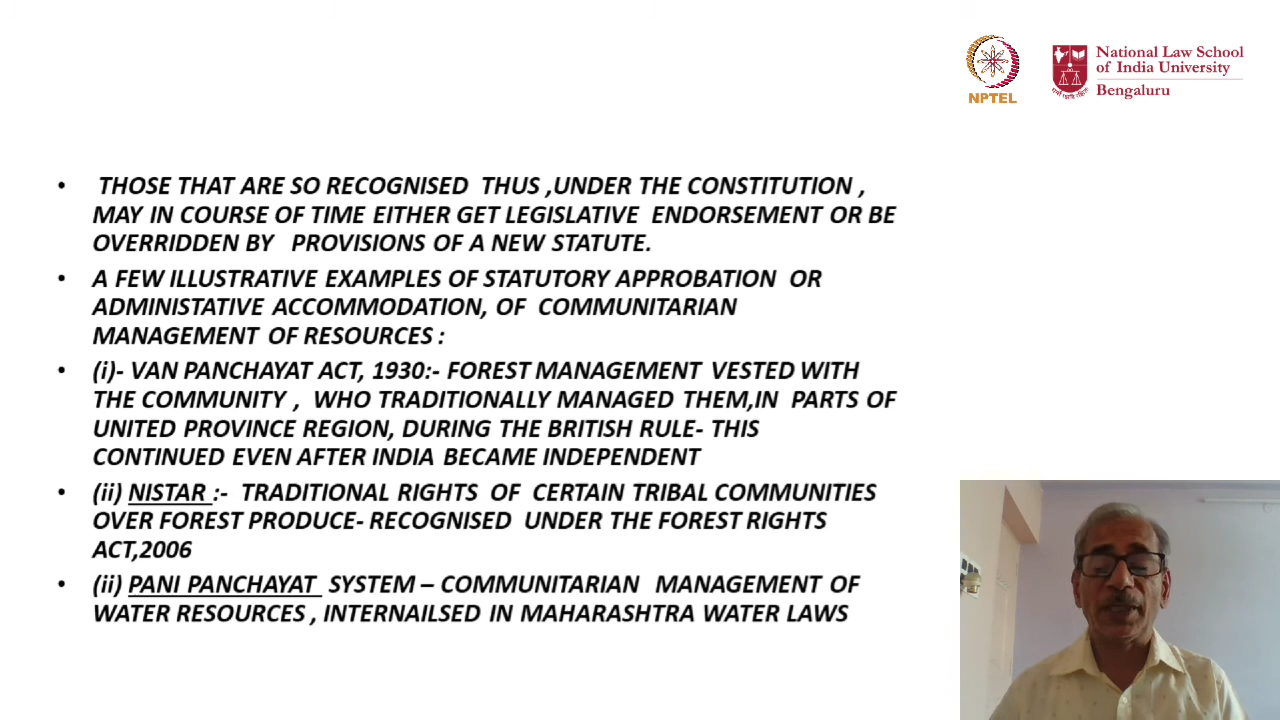 NPTEL
National Law School
of India University
Bengaluru
• THOSE THAT ARE SO RECOGNISED THUS ,UNDER THE CONSTITUTION ,
MAY IN COURSE OF TIME EITHER GET LEGISLATIVE ENDORSEMENT OR BE
OVERRIDDEN BY PROVISIONS OF A NEW STATUTE.
• A FEW ILLUSTRATIVE EXAMPLES OF STATUTORY APPROBATION OR
ADMINISTATIVE ACCOMMODATION, OF COMMUNITARIAN
MANAGEMENT OF RESOURCES :
• (i)- VAN PANCHAYAT ACT, 1930:- FOREST MANAGEMENT VESTED WITH
THE COMMUNITY , WHO TRADITIONALLY MANAGED THEM,IN PARTS OF
UNITED PROVINCE REGION, DURING THE BRITISH RULE- THIS
CONTINUED EVEN AFTER INDIA BECAME INDEPENDENT
• (ii) NISTAR :- TRADITIONAL RIGHTS OF CERTAIN TRIBAL COMMUNITIES
OVER FOREST PRODUCE- RECOGNISED UNDER THE FOREST RIGHTS
ACT,2006
• (ii) PANI PANCHAYAT SYSTEM – COMMUNITARIAN MANAGEMENT OF
WATER RESOURCES , INTERNAILSED IN MAHARASHTRA WATER LAWS